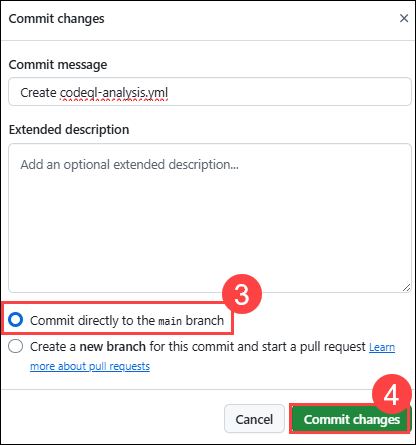 Commit changes
×
Commit message
Create codeql-analysis.yml
Extended description
Add an optional extended description...
3
Commit directly to the main branch
Create a new branch for this commit and start a pull request Learn
more about pull requests
4
Cancel
Commit changes